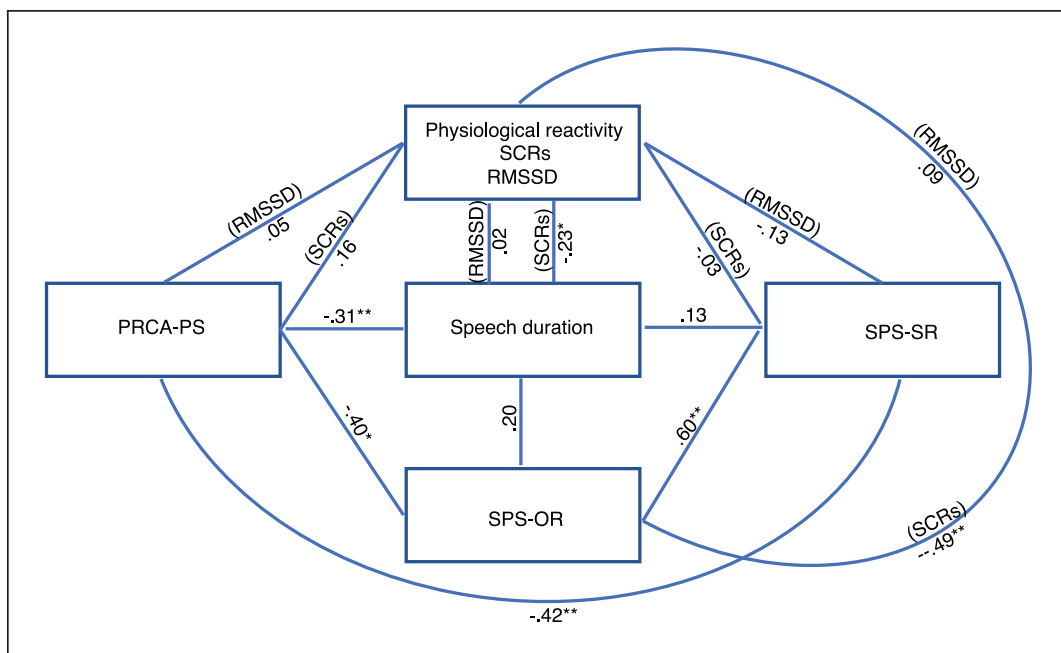 Physiological reactivity
SCRs
RMSSD
(RMSSD)
.09
(RMSSD)
.05
(SCRs)
.16
(RMSSD)
.02
(SCRs)
-.23*
(SCRs)
-.03
(RMSSD)
-.13
PRCA-PS
-.31**
Speech duration
.13
SPS-SR
-.40*
.20
.60**
SPS-OR
(SCRs)
--.49**
-.42**